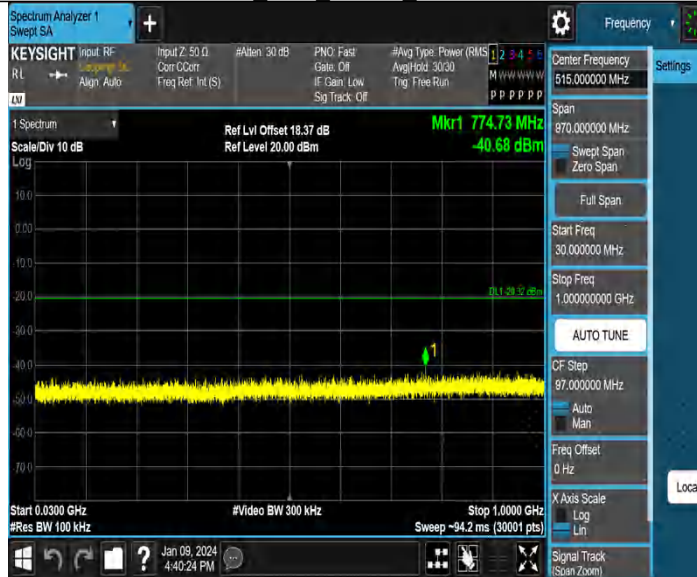 Spectrum Analyzer 1
Swept SA
+
Frequency
KEYSIGHT
RL
Input: RF
Align: Auto
Input Z: 50 Ω
Corr CCorr
Freq Ref: Int (S)
#Atten: 30 dB
PNO: Fast
Gate: Off
IF Gain: Low
Sig Track: Off
#Avg Type: Power (RMS)
Avg|Hold: 30/30
Trig: Free Run
1 2 3 4 5 6
M W W W W W
P P P P P P
LXI
1 Spectrum
Scale/Div 10 dB
Log
Ref Lvl Offset 18.37 dB
Ref Level 20.00 dBm
Mkr1 774.73 MHz
-40.68 dBm
10.0
0.00
-10.0
-20.0
-30.0
-40.0
-50.0
-60.0
-70.0
1
Start 0.0300 GHz
#Res BW 100 kHz
#Video BW 300 kHz
Stop 1.0000 GHz
Sweep ~94.2 ms (30001 pts)
?
Jan 09, 2024
4:40:24 PM
Center Frequency
515.000000 MHz
Settings
Span
970.000000 MHz
Swept Span
Zero Span
Full Span
Start Freq
30.000000 MHz
Stop Freq
1.000000000 GHz
AUTO TUNE
CF Step
97.000000 MHz
Auto
Man
Freq Offset
0 Hz
X Axis Scale
Log
Lin
Signal Track
(Span Zoom)